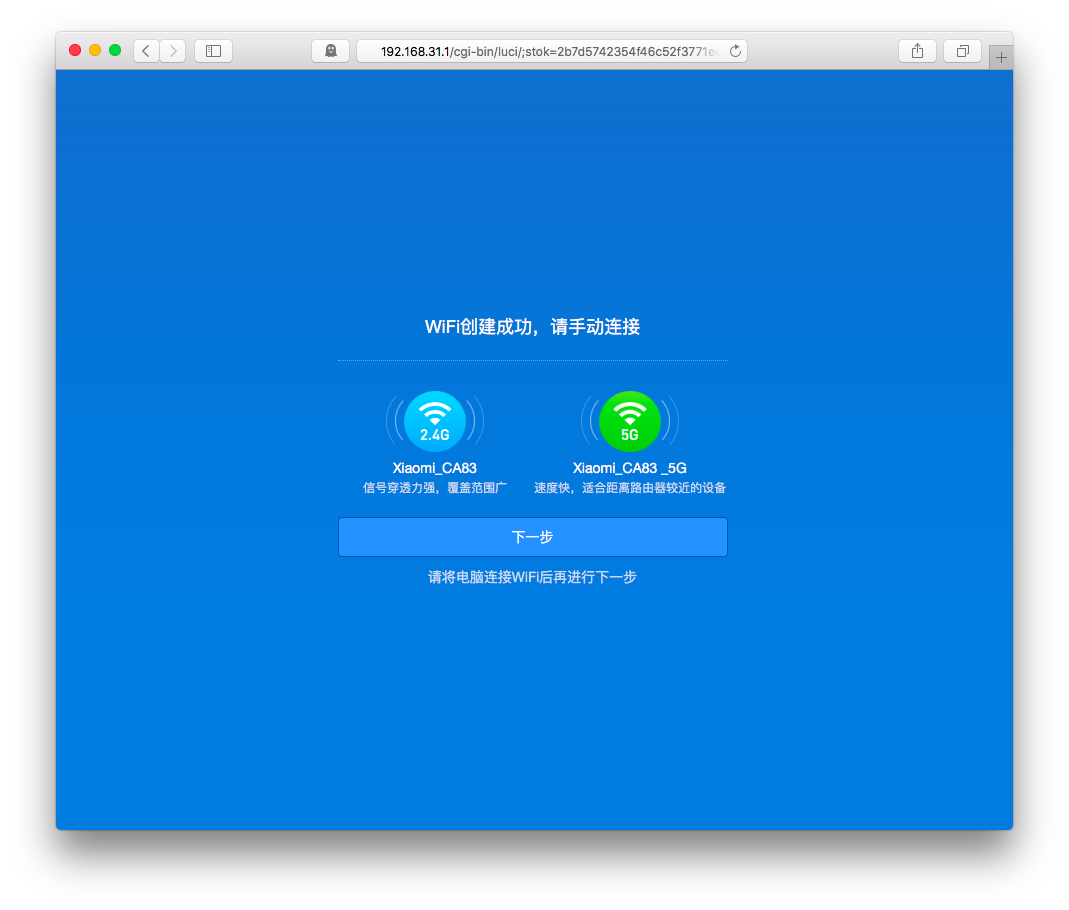 192.168.31.1/cgi-bin/luci/;stok=2b7d5742354f46c52f3771e
WiFi创建成功，请手动连接
2.4G
5G
Xiaomi_CA83
Xiaomi_CA83 _5G
信号穿透力强，覆盖范围广
速度快，适合距离路由器较近的设备
下一步
请将电脑连接WiFi后再进行下一步